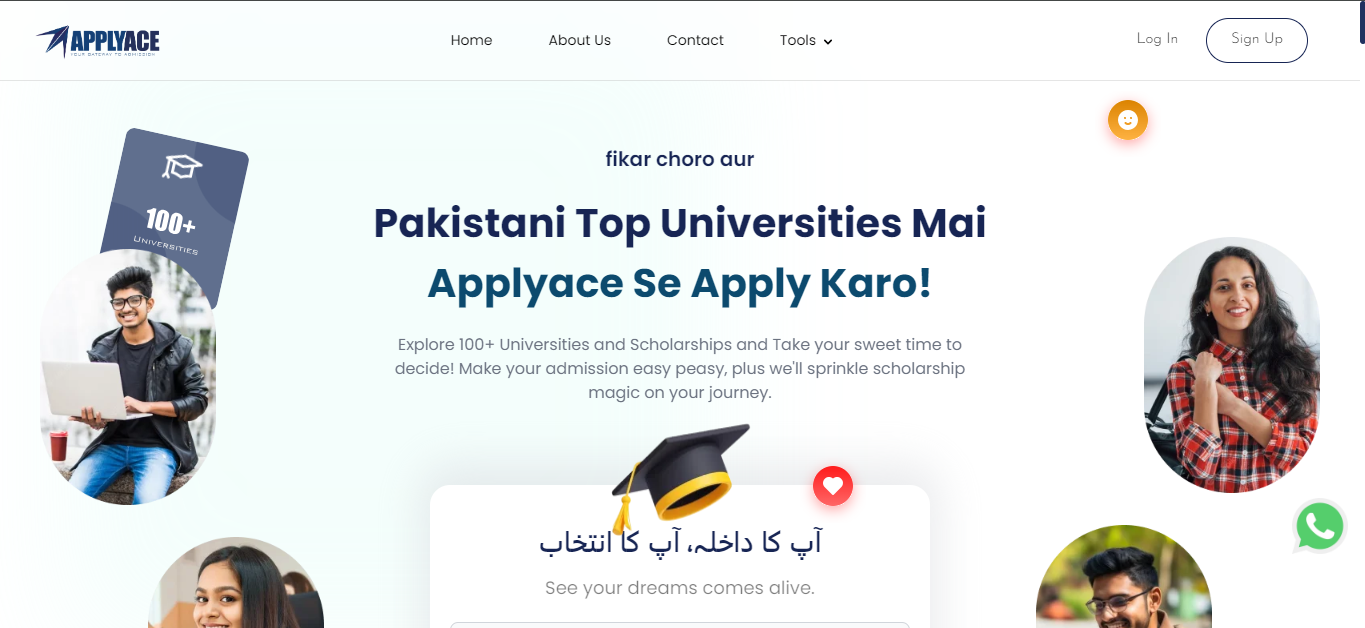 APPLYACE
YOUR GATEWAY TO ADMISSION
Home
About Us
Contact
Tools
Log In
Sign Up
100+
Universities
fikar choro aur
Pakistani Top Universities Mai
Applyace Se Apply Karo!
Explore 100+ Universities and Scholarships and Take your sweet time to
decide! Make your admission easy peasy, plus we'll sprinkle scholarship
magic on your journey.
آپ کا داخلہ، آپ کا انتخاب
See your dreams comes alive.